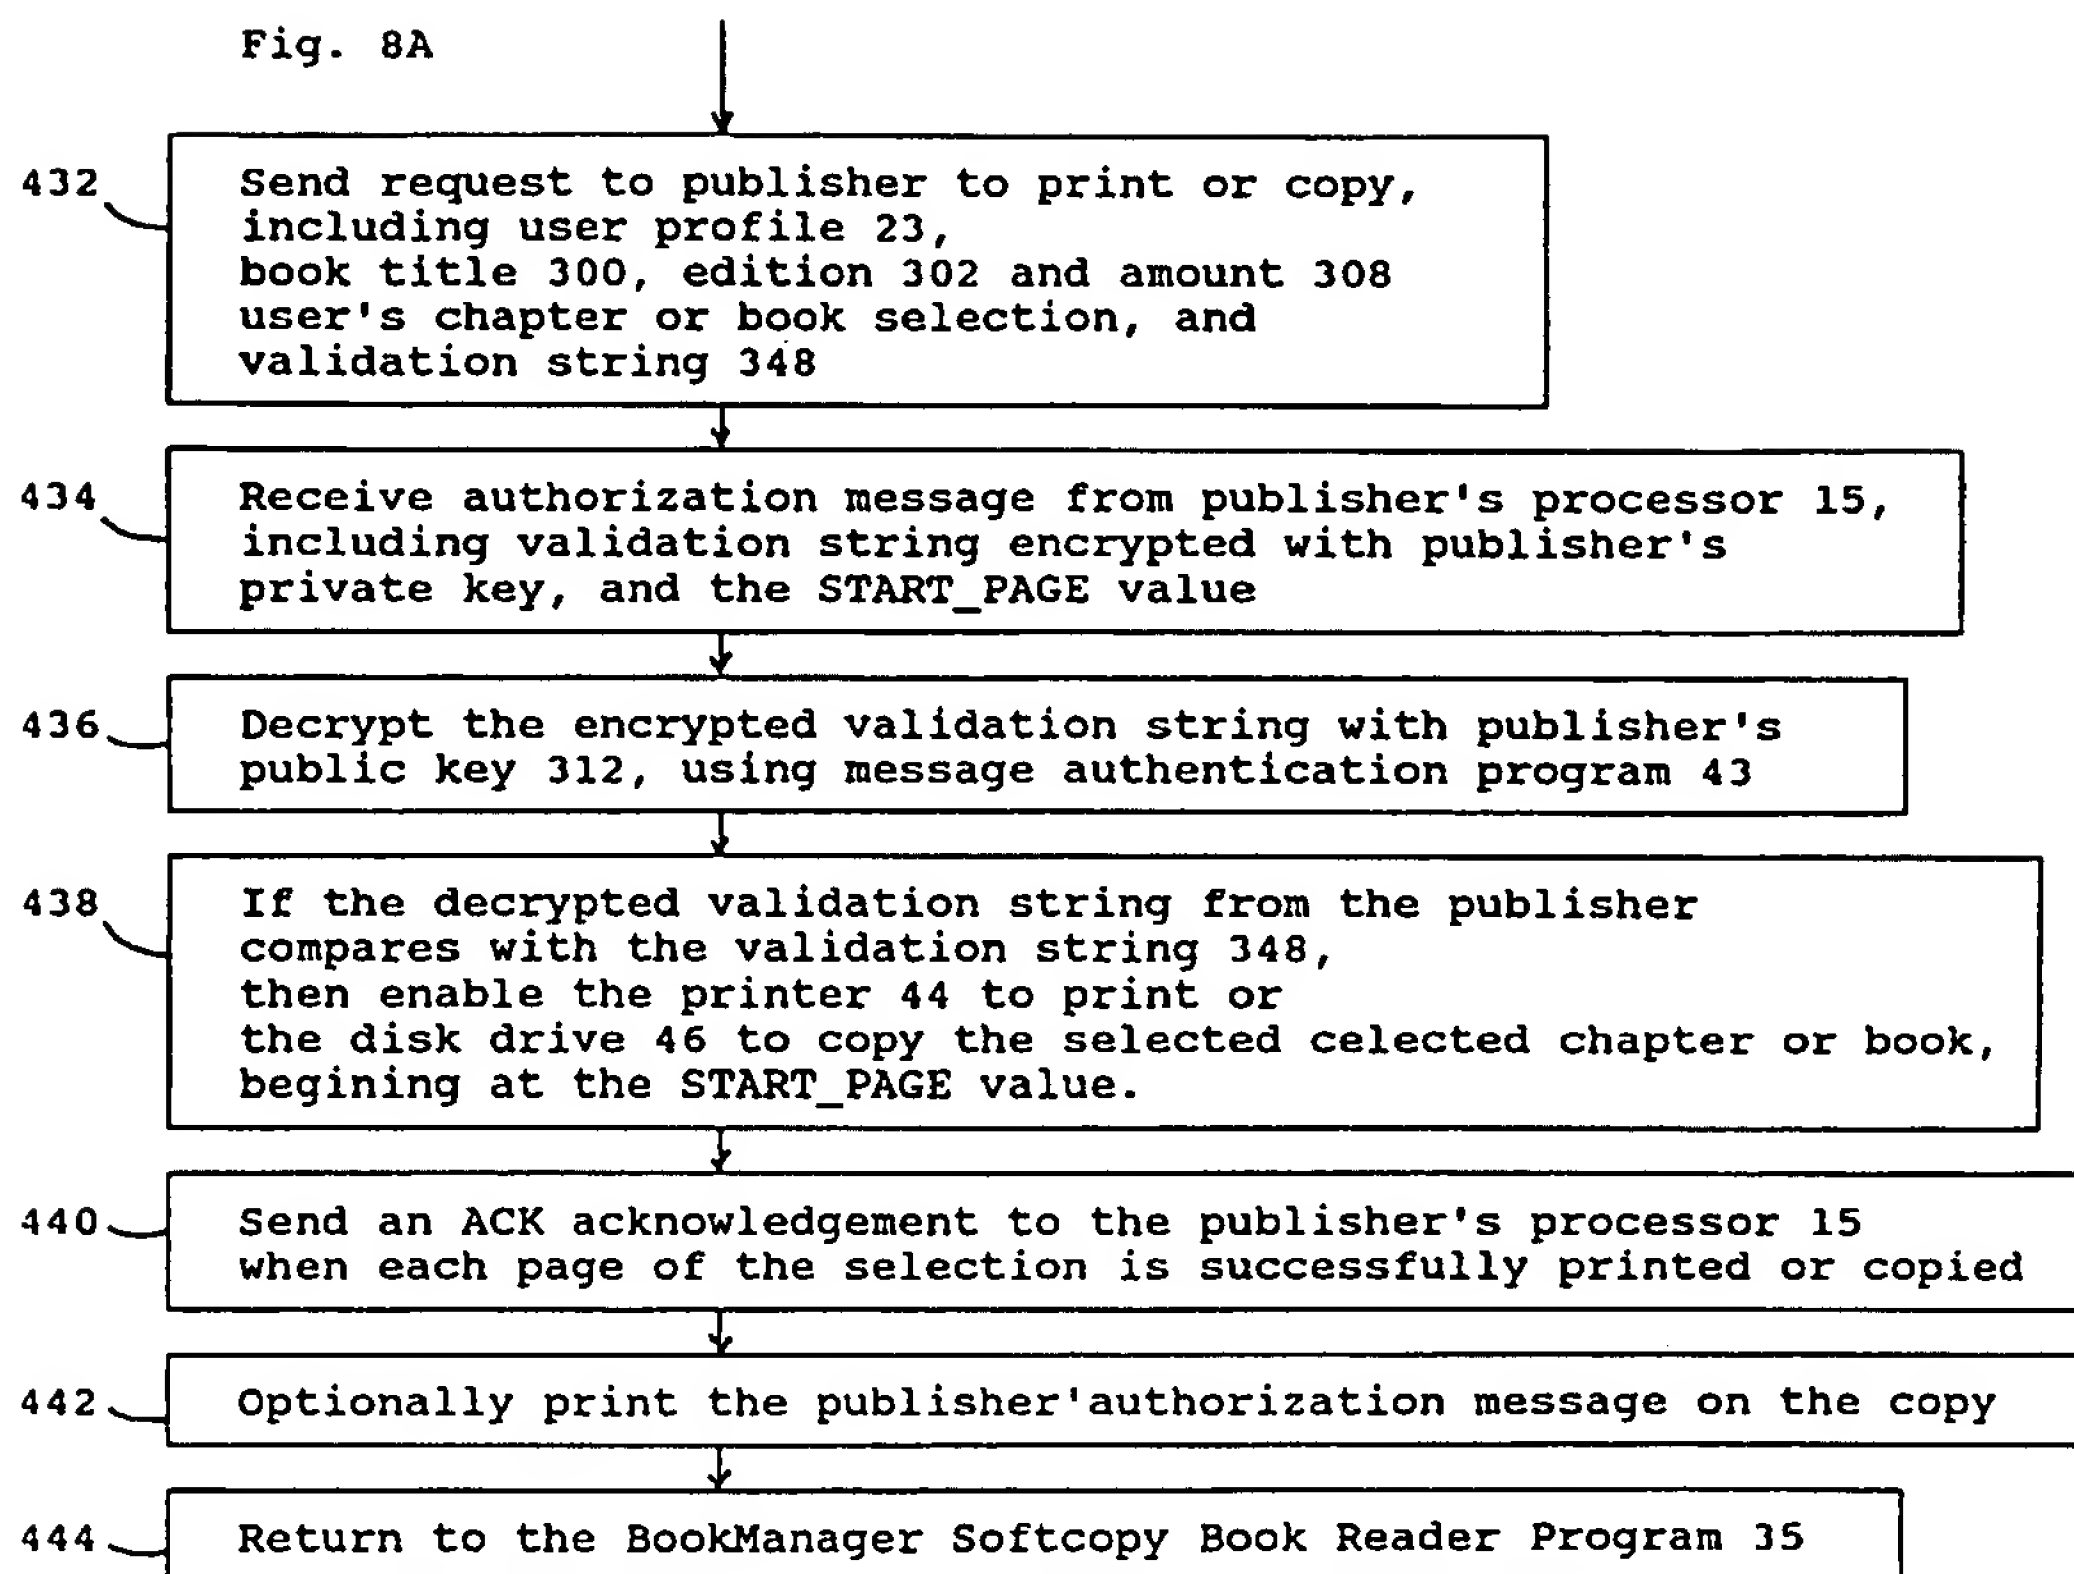 Fig. 8A
432
Send request to publisher to print or copy,
including user profile 23,
book title 300, edition 302 and amount 308
user's chapter or book selection, and
validation string 348
434
Receive authorization message from publisher's processor 15,
including validation string encrypted with publisher's
private key, and the START_PAGE value
436
Decrypt the encrypted validation string with publisher's
public key 312, using message authentication program 43
438
If the decrypted validation string from the publisher
compares with the validation string 348,
then enable the printer 44 to print or
the disk drive 46 to copy the selected celected chapter or book,
begining at the START_PAGE value.
440
Send an ACK acknowledgement to the publisher's processor 15
when each page of the selection is successfully printed or copied
442
Optionally print the publisher'authorization message on the copy
444
Return to the BookManager Softcopy Book Reader Program 35